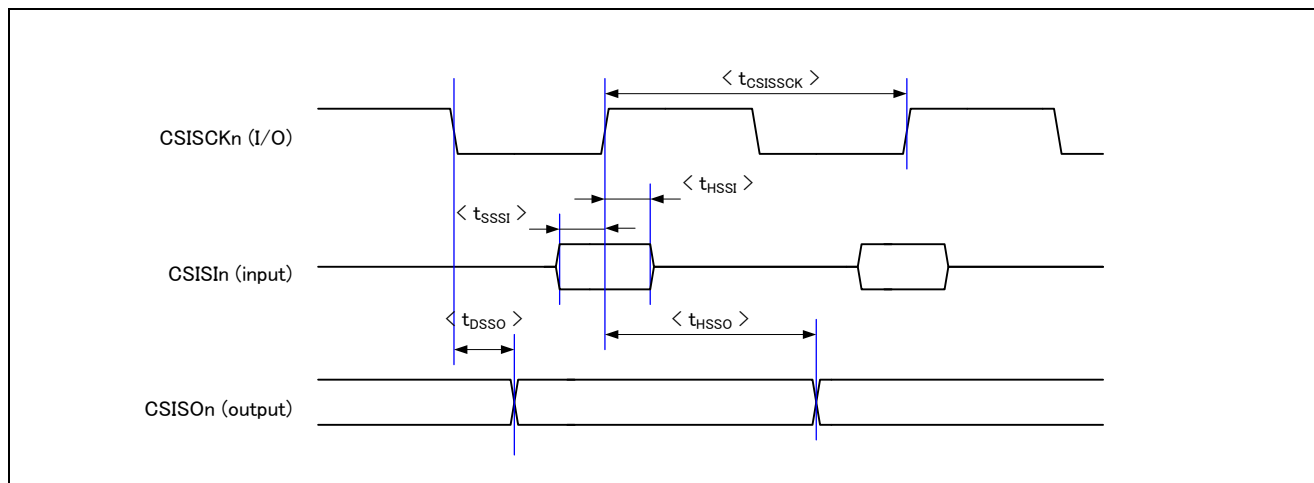 < tCSISSCK >
CSISCKn (I/O)
< tHSSI >
< tSSSI >
CSISIn (input)
< tDSSO >
< tHSSO >
CSISOn (output)